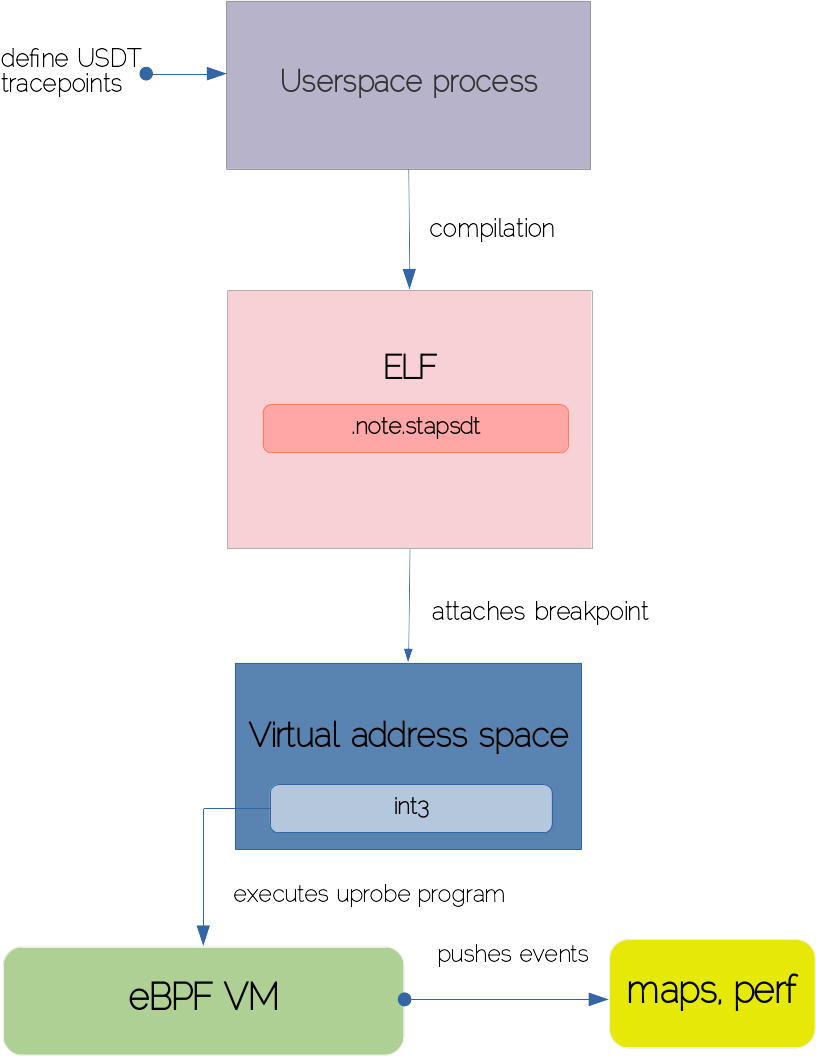 define USDT
tracepoints
Userspace process
compilation
ELF
.note.stapsdt
attaches breakpoint
Virtual address space
int3
executes uprobe program
pushes events
eBPF VM
maps, perf